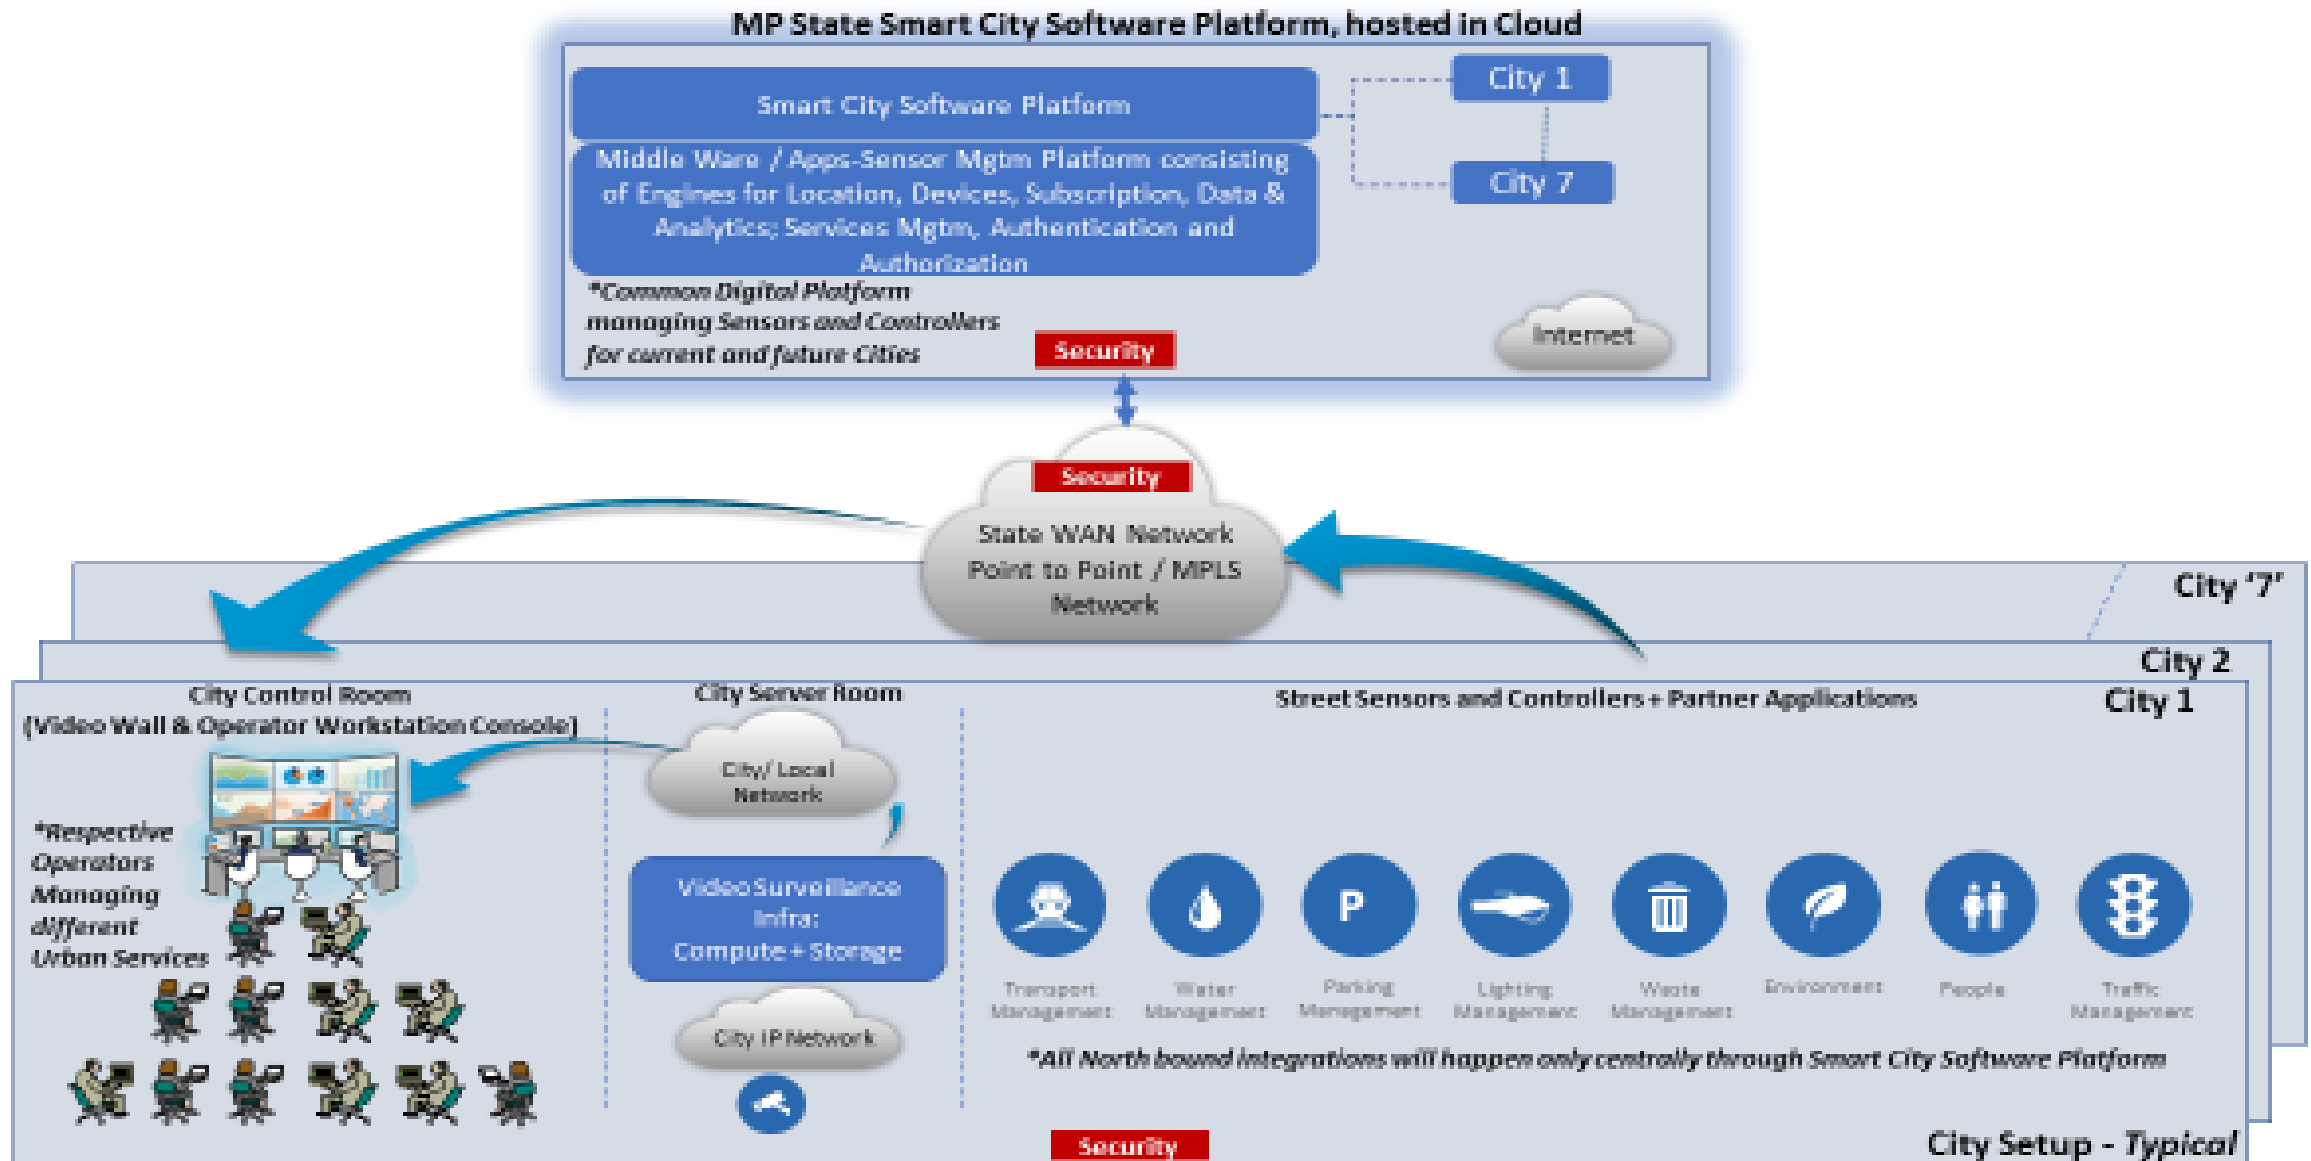 MP State Smart City Software Platform, hosted in Cloud
Smart City Software Platform
City 1
City 7
Middle Ware / Apps-Sensor Mgtm Platform consisting
of Engines for Location, Devices, Subscription, Data &
Analytics; Services Mgtm, Authentication and
Authorization
*Common Digital Platform
managing Sensors and Controllers
for current and future Cities
Security
Internet
Security
State WAN Network
Point to Point / MPLS
Network
City ‘7’
City 2
City 1
City Control Room
(Video Wall & Operator Workstation Console)
*Respective
Operators
Managing
different
Urban Services
City Server Room
City/ Local
Network
Video Surveillance
Infra:
Compute + Storage
City IP Network
Street Sensors and Controllers + Partner Applications
P
Transport
Management
Water
Management
Parking
Management
Lighting
Management
Waste
Management
Environment
People
Traffic
Management
*All North bound integrations will happen only centrally through Smart City Software Platform
Security
City Setup - Typical